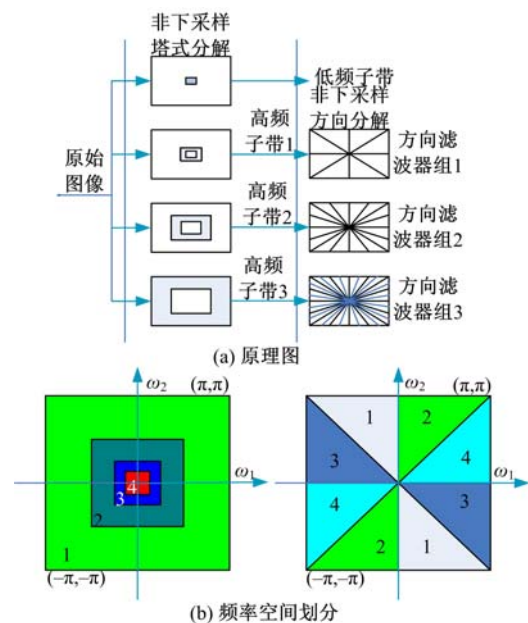 非下采样
塔式分解
低频子带
非下采样
方向分解
原始
图像
高频
子带1
方向滤
波器组1
高频
子带2
方向滤
波器组2
高频
子带3
方向滤
波器组3
(a) 原理图
ω₂
(π,π)
ω₁
1
2
3
4
(−π,−π)
ω₂
(π,π)
ω₁
1
2
3
4
4
3
2
1
(−π,−π)
(b) 频率空间划分